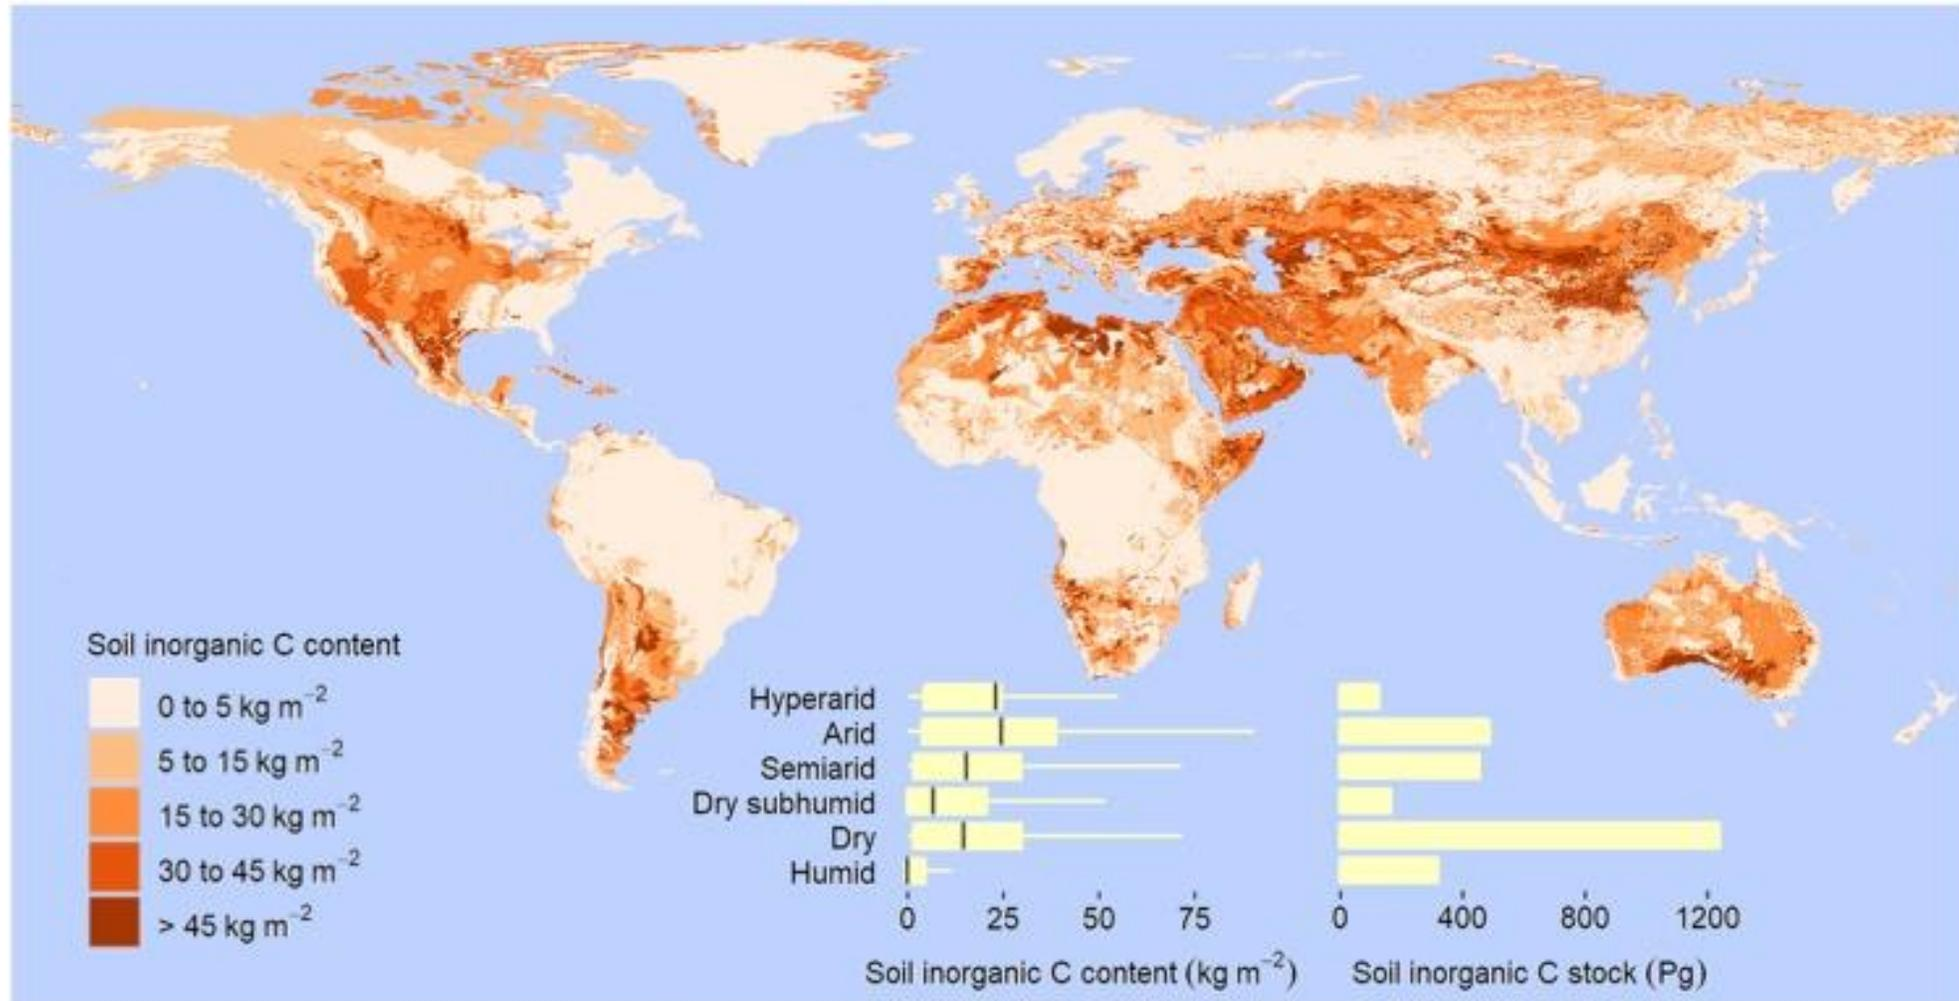 Soil inorganic C content
0 to 5 kg m⁻²
5 to 15 kg m⁻²
15 to 30 kg m⁻²
30 to 45 kg m⁻²
> 45 kg m⁻²
Hyperarid
Arid
Semiarid
Dry subhumid
Dry
Humid
0 25 50 75
Soil inorganic C content (kg m⁻²)
0 400 800 1200
Soil inorganic C stock (Pg)